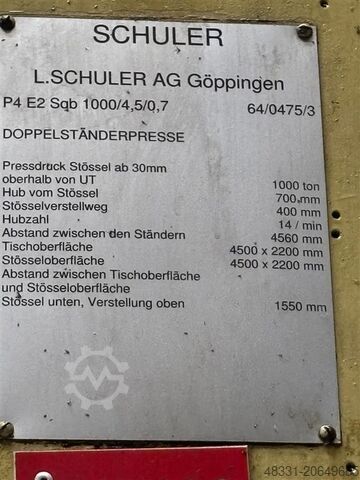 SCHULER
L.SCHULER AG Göppingen
P4 E2 Sqb 1000/4,5/0,7 64/0475/3
DOPPELSTÄNDERPRESSE
Pressdruck Stössel ab 30mm
oberhalb von UT 1000 ton
Hub vom Stössel 700 mm
Stösselverstellweg 400 mm
Hubzahl 14 / min
Abstand zwischen den Ständern 4560 mm
Tischoberfläche 4500 x 2200 mm
Stösseloberfläche 4500 x 2200 mm
Abstand zwischen Tischoberfläche
und Stösseloberfläche
Stössel unten, Verstellung oben 1550 mm